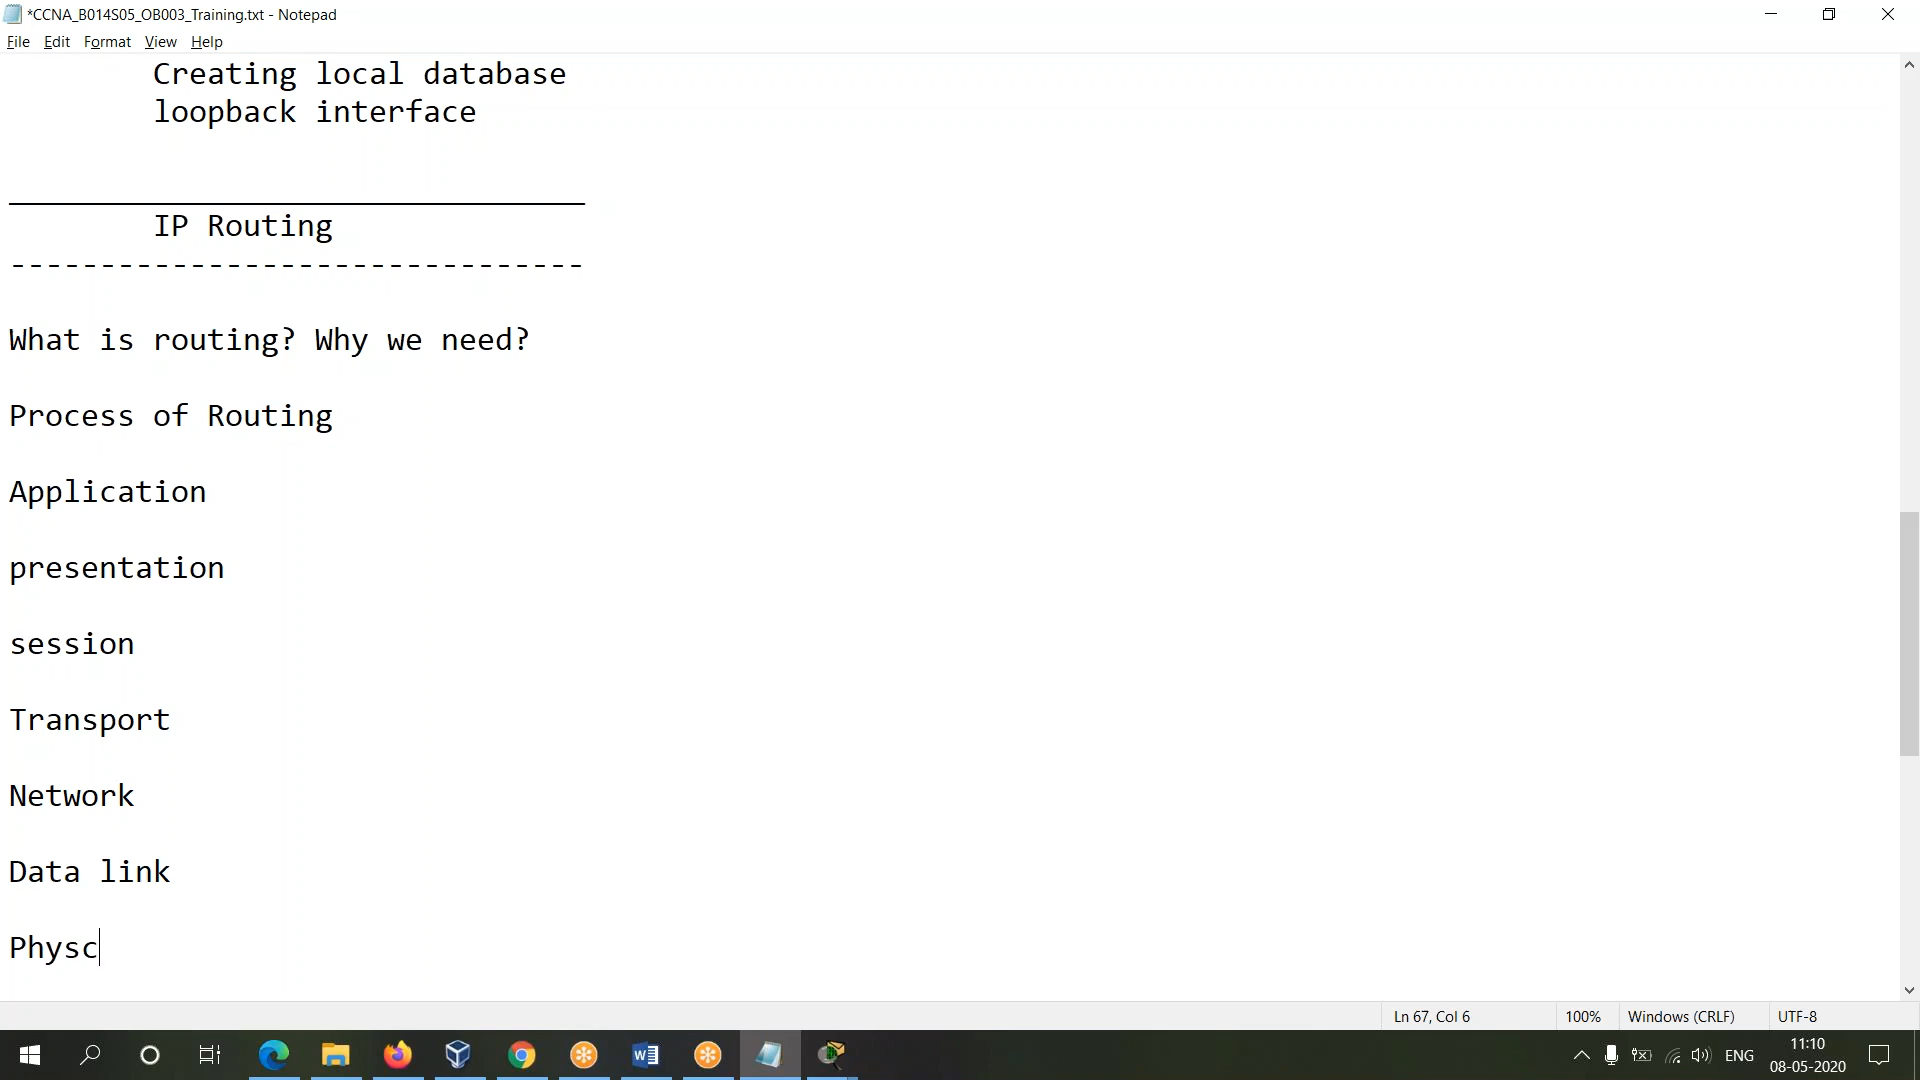 *CCNA_B014S05_OB003_Training.txt - Notepad
File Edit Format View Help
Creating local database
loopback interface
________________________________
IP Routing
--------------------------------
What is routing? Why we need?
Process of Routing
Application
presentation
session
Transport
Network
Data link
Physc
Ln 67, Col 6 100% Windows (CRLF) UTF-8
ENG 11:10
08-05-2020